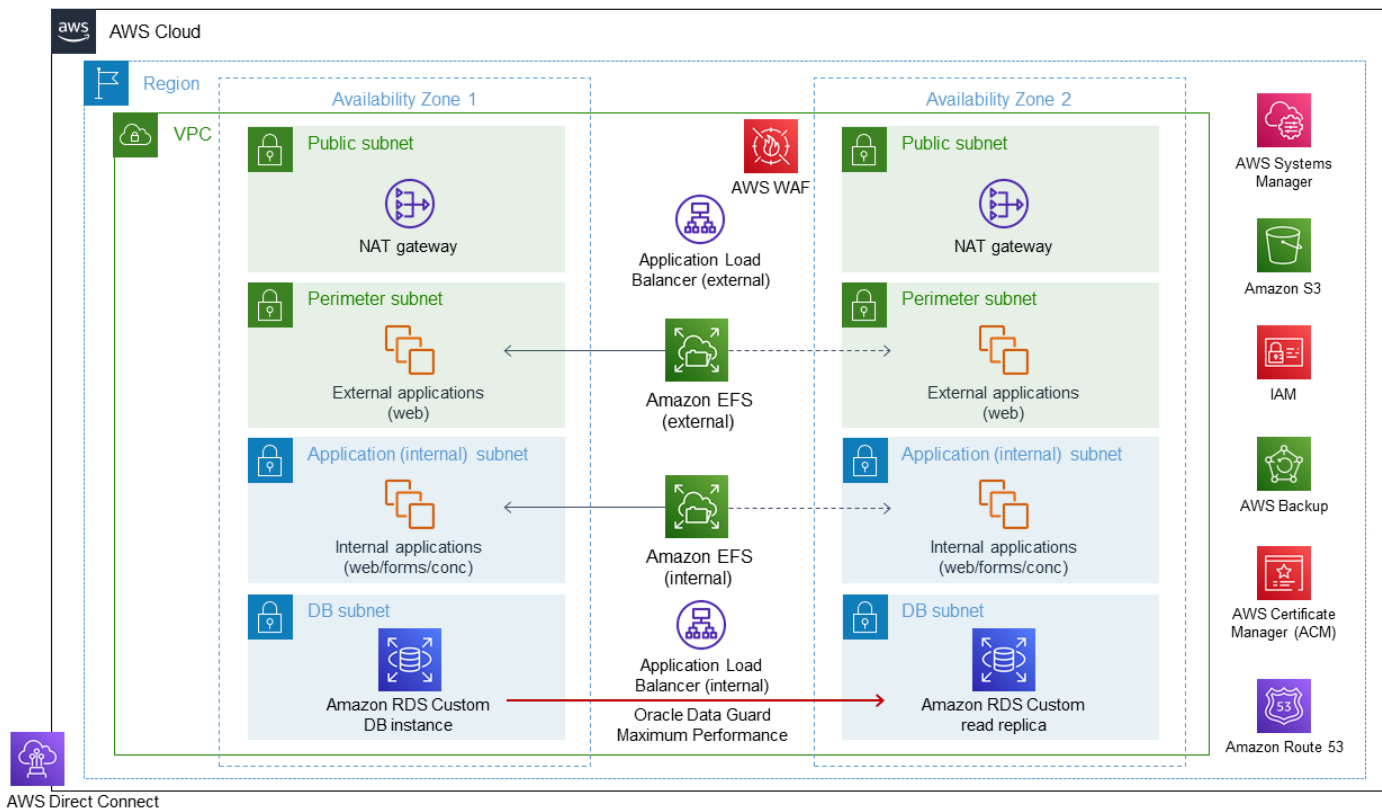 aws
AWS Cloud
Region
Availability Zone 1
Availability Zone 2
VPC
Public subnet
NAT gateway
AWS WAF
Application Load
Balancer (external)
Public subnet
NAT gateway
Perimeter subnet
External applications
(web)
Amazon EFS
(external)
Perimeter subnet
External applications
(web)
Application (internal) subnet
Internal applications
(web/forms/conc)
Amazon EFS
(internal)
Application (internal) subnet
Internal applications
(web/forms/conc)
DB subnet
Amazon RDS Custom
DB instance
Application Load
Balancer (internal)
Oracle Data Guard
Maximum Performance
DB subnet
Amazon RDS Custom
read replica
AWS Systems
Manager
Amazon S3
IAM
AWS Backup
AWS Certificate
Manager (ACM)
53
Amazon Route 53
AWS Direct Connect